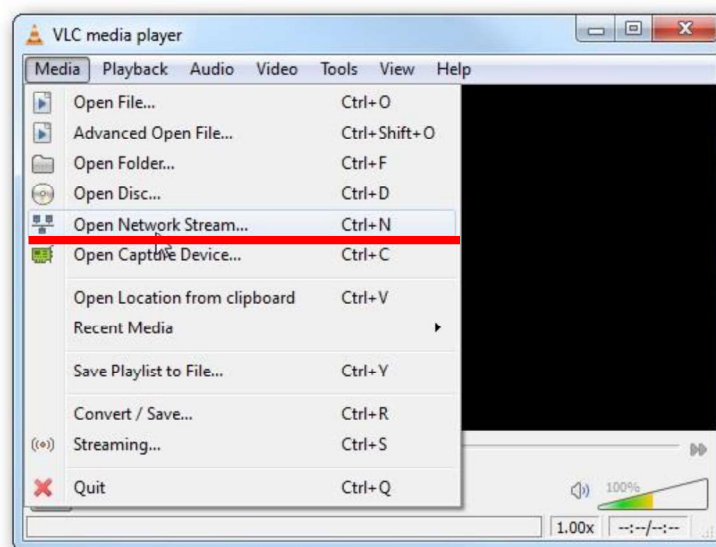 VLC media player
Media Playback Audio Video Tools View Help
Open File... Ctrl+O
Advanced Open File... Ctrl+Shift+O
Open Folder... Ctrl+F
Open Disc... Ctrl+D
Open Network Stream... Ctrl+N
Open Capture Device... Ctrl+C
Open Location from clipboard Ctrl+V
Recent Media
Save Playlist to File... Ctrl+Y
Convert / Save... Ctrl+R
Streaming... Ctrl+S
Quit Ctrl+Q
100%
1.00x --:--/--:--